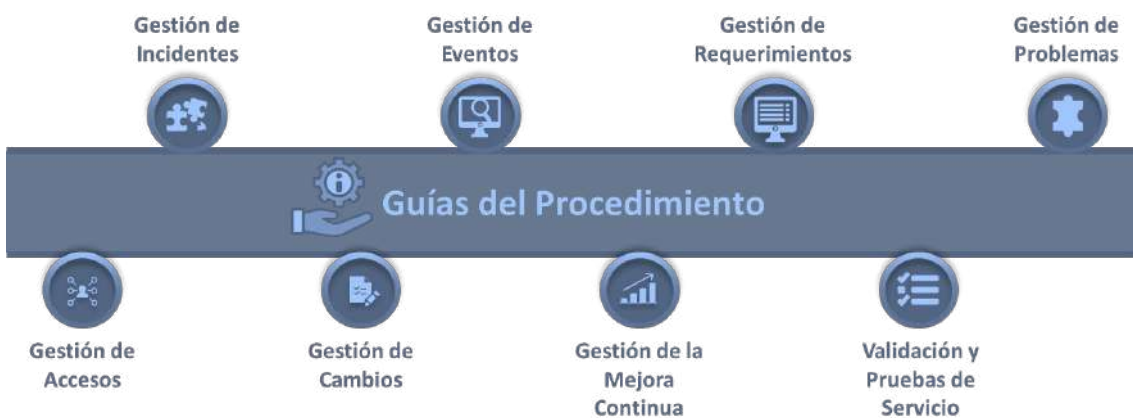 Gestión de
Incidentes
Gestión de
Eventos
Gestión de
Requerimientos
Gestión de
Problemas
Guías del Procedimiento
Gestión de
Accesos
Gestión de
Cambios
Gestión de la
Mejora
Continua
Validación y
Pruebas de
Servicio